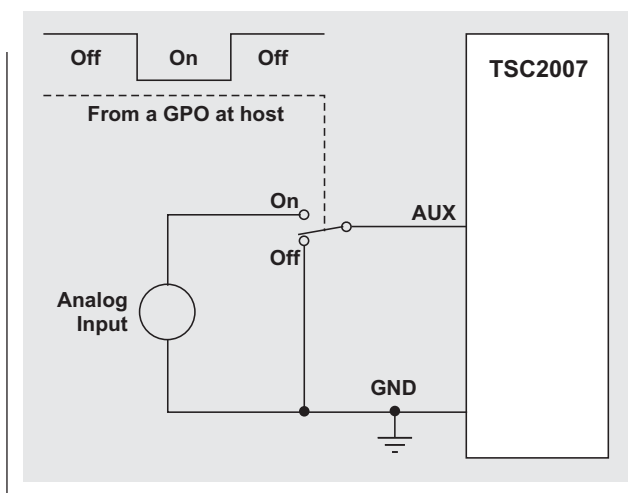 Off On Off
TSC2007
From a GPO at host
On
AUX
Off
Analog
Input
GND